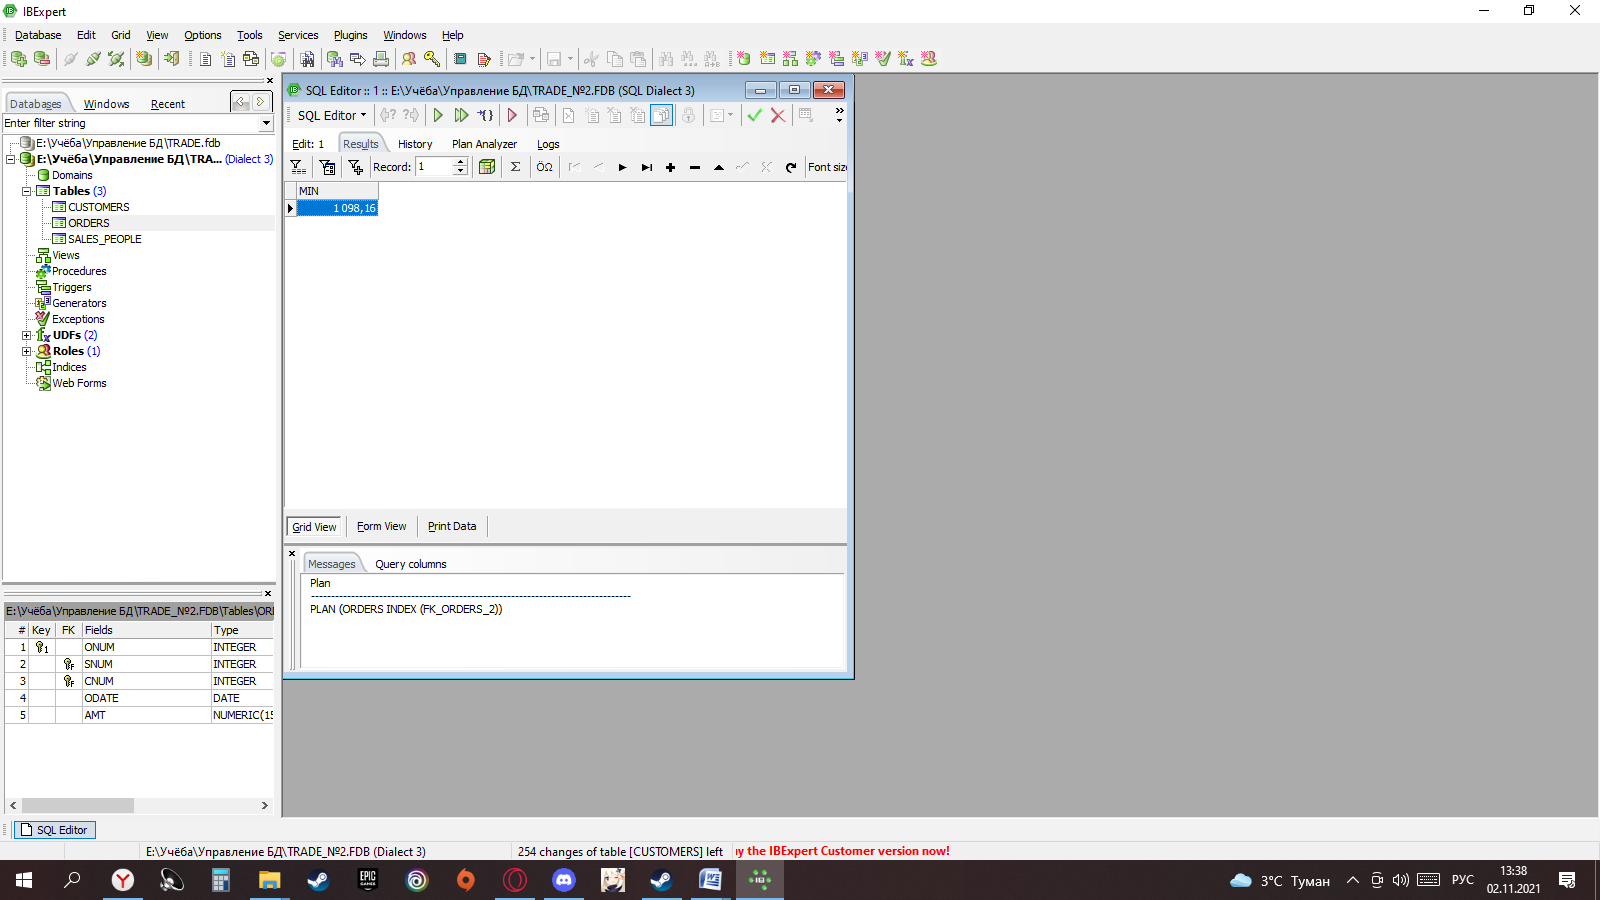 IBExpert
Database Edit Grid View Options Tools Services Plugins Windows Help
Databases Windows Recent
Enter filter string
E:\Учёба\Управление БД\TRADE.fdb
E:\Учёба\Управление БД\TRA... (Dialect 3)
Domains
Tables (3)
CUSTOMERS
ORDERS
SALES_PEOPLE
Views
Procedures
Triggers
Generators
Exceptions
UDFs (2)
Roles (1)
Indices
Web Forms
E:\Учёба\Управление БД\TRADE_№2.FDB\Tables\ORI
# Key FK Fields Type
1 1 ONUM INTEGER
2 F SNUM INTEGER
3 F CNUM INTEGER
4 ODATE DATE
5 AMT NUMERIC(15
SQL Editor :: 1 :: E:\Учёба\Управление БД\TRADE_№2.FDB (SQL Dialect 3)
SQL Editor
Edit: 1 Results History Plan Analyzer Logs
Record: 1 Σ ÖΩ Font size
MIN
1 098,16
Grid View Form View Print Data
Messages Query columns
Plan
--------------------------------------------------------------------------------
PLAN (ORDERS INDEX (FK_ORDERS_2))
SQL Editor
E:\Учёба\Управление БД\TRADE_№2.FDB (Dialect 3) 254 changes of table [CUSTOMERS] left y the IBExpert Customer version now!
EPIC GAMES
3°C Туман РУС 13:38
02.11.2021